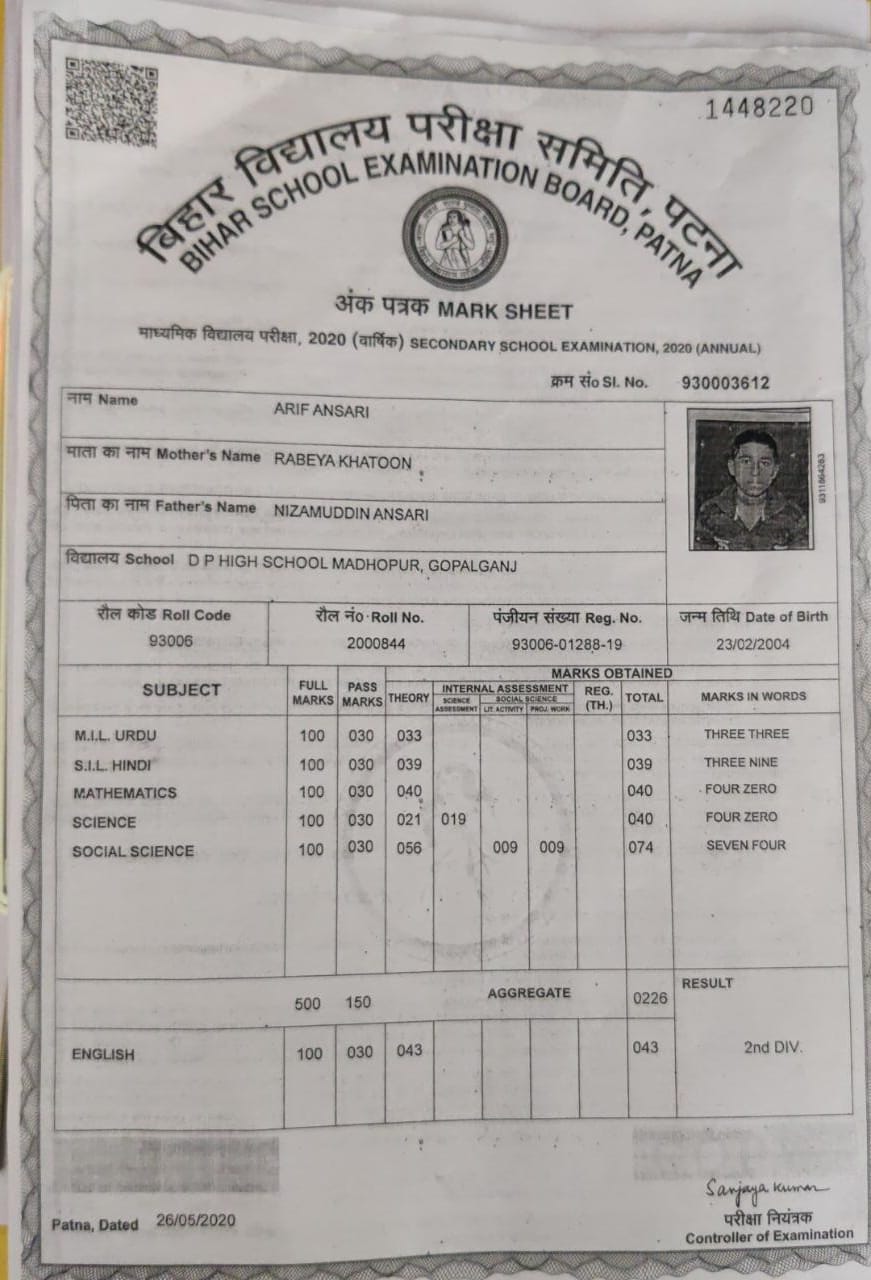 1448220
बिहार विद्यालय परीक्षा समिति, पटना
BIHAR SCHOOL EXAMINATION BOARD, PATNA
अंक पत्रक MARK SHEET
माध्यमिक विद्यालय परीक्षा, 2020 (वार्षिक) SECONDARY SCHOOL EXAMINATION, 2020 (ANNUAL)
क्रम सं० Sl. No. 930003612
नाम Name ARIF ANSARI
माता का नाम Mother's Name RABEYA KHATOON
पिता का नाम Father's Name NIZAMUDDIN ANSARI
9311864263
विद्यालय School D P HIGH SCHOOL MADHOPUR, GOPALGANJ
रौल कोड Roll Code रौल नं० Roll No. पंजीयन संख्या Reg. No. जन्म तिथि Date of Birth
93006 2000844 93006-01288-19 23/02/2004
MARKS OBTAINED
SUBJECT FULL MARKS PASS MARKS THEORY INTERNAL ASSESSMENT REG. (TH.) TOTAL MARKS IN WORDS
SCIENCE ASSESSMENT SOCIAL SCIENCE LIT. ACTIVITY PROJ. WORK
M.I.L. URDU 100 030 033 033 THREE THREE
S.I.L. HINDI 100 030 039 039 THREE NINE
MATHEMATICS 100 030 040 040 FOUR ZERO
SCIENCE 100 030 021 019 040 FOUR ZERO
SOCIAL SCIENCE 100 030 056 009 009 074 SEVEN FOUR
500 150 AGGREGATE 0226 RESULT
ENGLISH 100 030 043 043 2nd DIV.
Sanjaya Kumar
Patna, Dated 26/05/2020
परीक्षा नियंत्रक
Controller of Examination